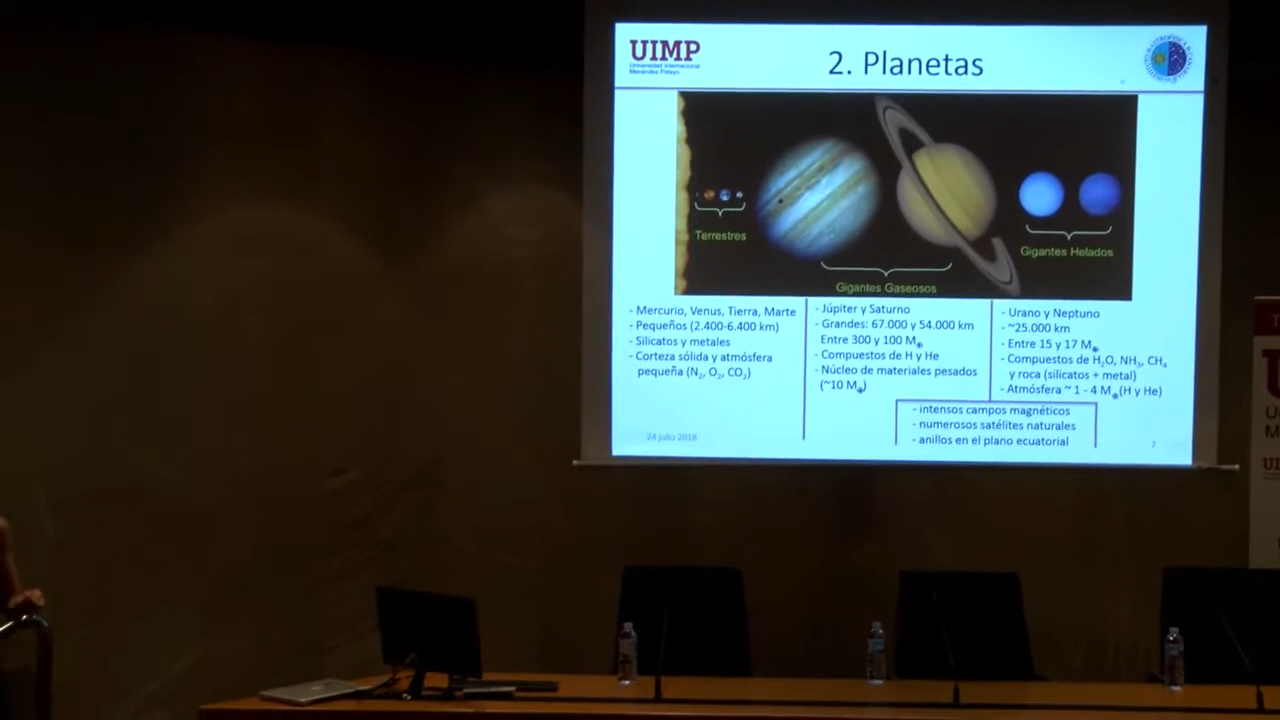 UIMP
Universidad Internacional
Menéndez Pelayo
2. Planetas
Terrestres
Gigantes Gaseosos
Gigantes Helados
- Mercurio, Venus, Tierra, Marte
- Pequeños (2.400-6.400 km)
- Silicatos y metales
- Corteza sólida y atmósfera
pequeña (N₂, O₂, CO₂)
- Júpiter y Saturno
- Grandes: 67.000 y 54.000 km
Entre 300 y 100 M⊕
- Compuestos de H y He
- Núcleo de materiales pesados
(~10 M⊕)
- Urano y Neptuno
- ~25.000 km
- Entre 15 y 17 M⊕
- Compuestos de H₂O, NH₃, CH₄
y roca (silicatos + metal)
- Atmósfera ~ 1 - 4 M⊕(H y He)
- intensos campos magnéticos
- numerosos satélites naturales
- anillos en el plano ecuatorial
24 julio 2018
7